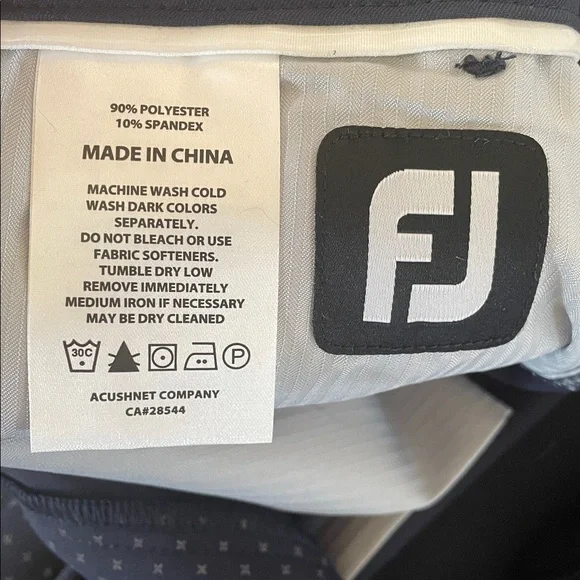 90% POLYESTER
10% SPANDEX
MADE IN CHINA
MACHINE WASH COLD
WASH DARK COLORS
SEPARATELY.
DO NOT BLEACH OR USE
FABRIC SOFTENERS.
TUMBLE DRY LOW
REMOVE IMMEDIATELY
MEDIUM IRON IF NECESSARY
MAY BE DRY CLEANED
30C P
ACUSHNET COMPANY
CA#28544
FJ